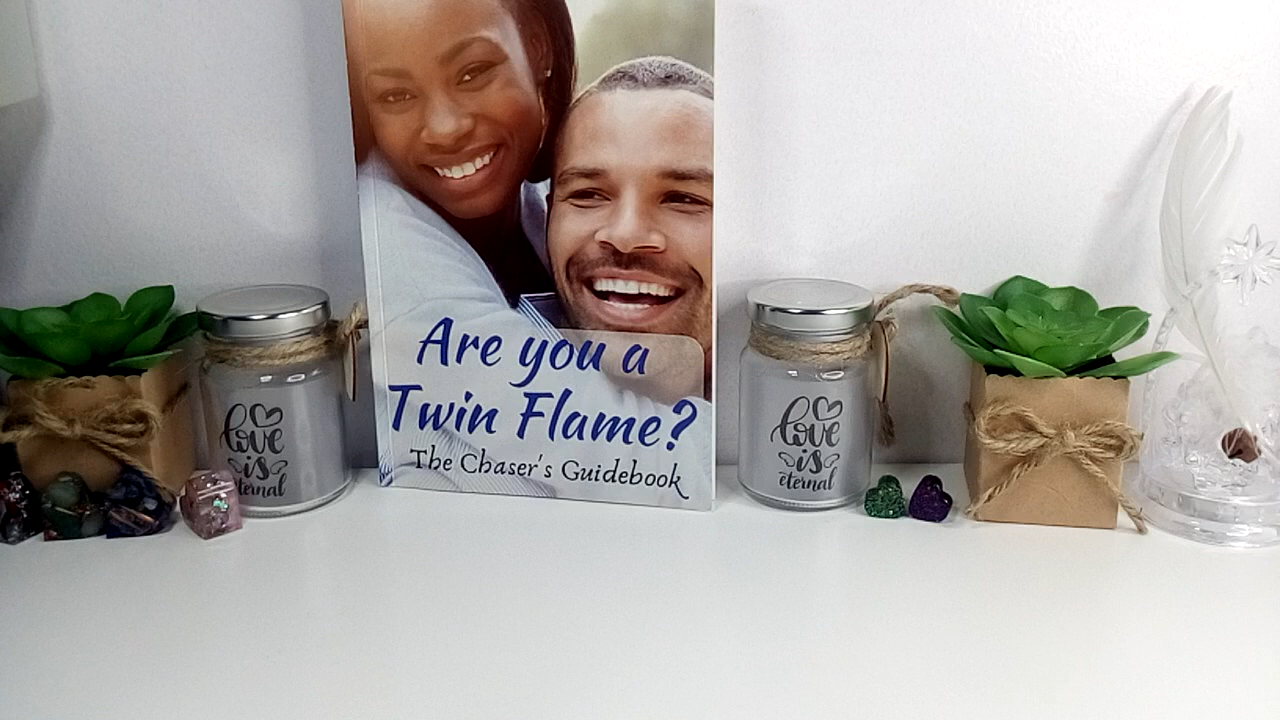 Are you a
Twin Flame?
The Chaser's Guidebook
love
is
eternal
love
is
eternal